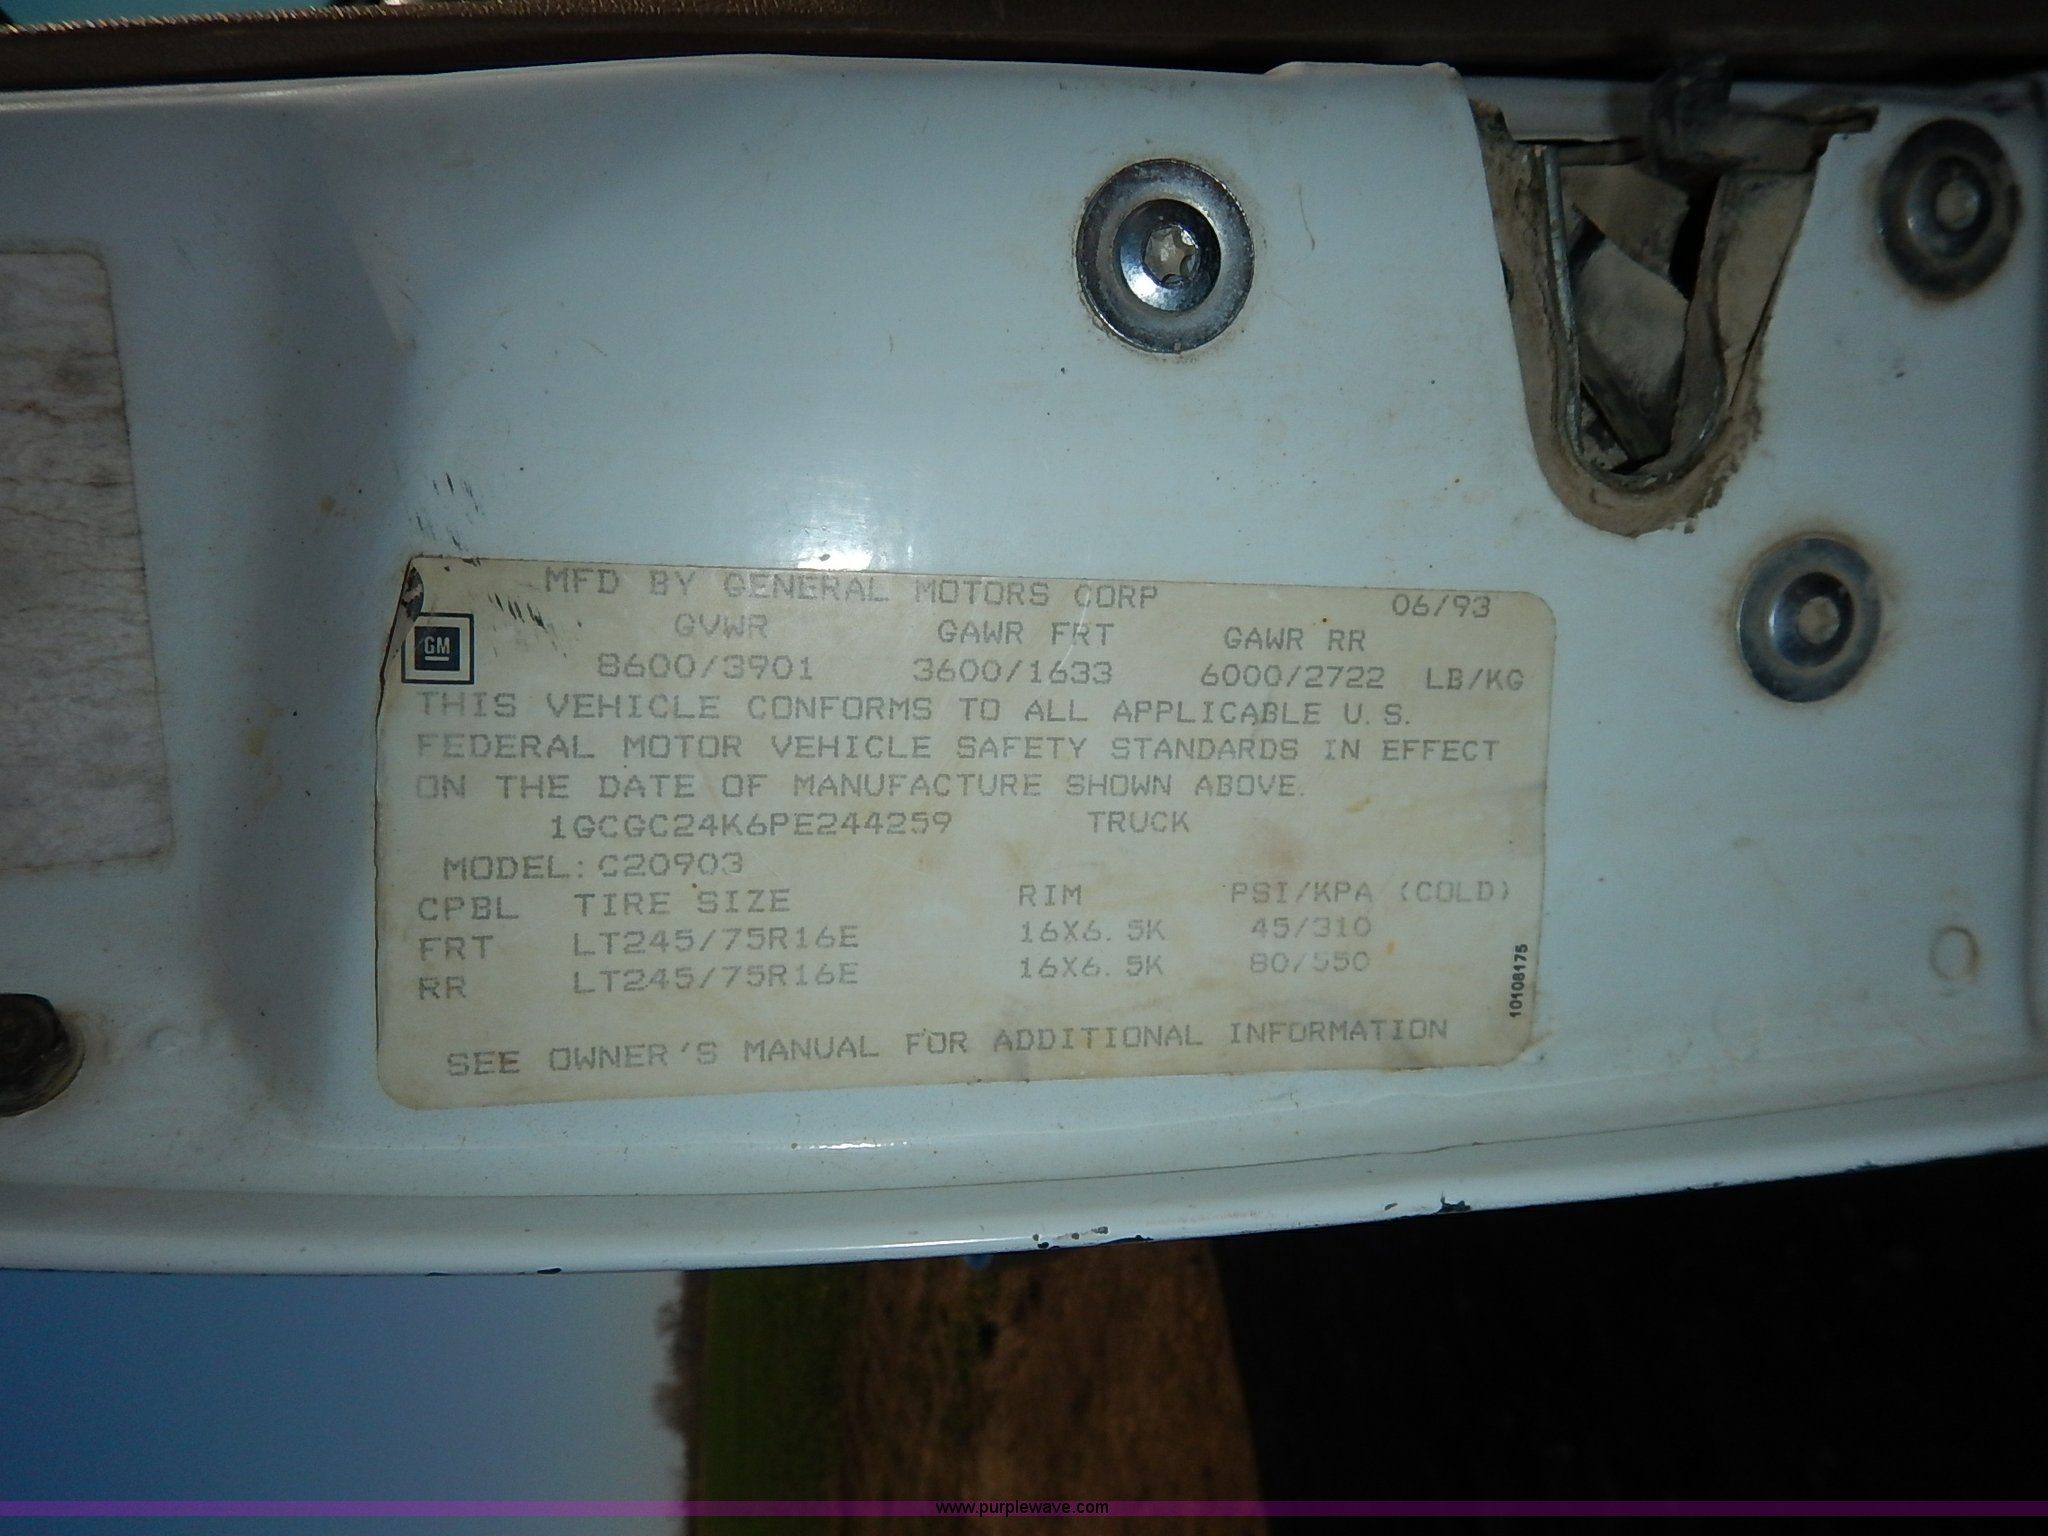 MFD BY GENERAL MOTORS CORP 06/93
GM
GVWR GAWR FRT GAWR RR
8600/3901 3600/1633 6000/2722 LB/KG
THIS VEHICLE CONFORMS TO ALL APPLICABLE U.S.
FEDERAL MOTOR VEHICLE SAFETY STANDARDS IN EFFECT
ON THE DATE OF MANUFACTURE SHOWN ABOVE.
1GCGC24K6PE244259 TRUCK
MODEL:C20903
CPBL TIRE SIZE RIM PSI/KPA (COLD)
FRT LT245/75R16E 16X6.5K 45/310
RR LT245/75R16E 16X6.5K 80/550
SEE OWNER'S MANUAL FOR ADDITIONAL INFORMATION
10108175
www.purplewave.com